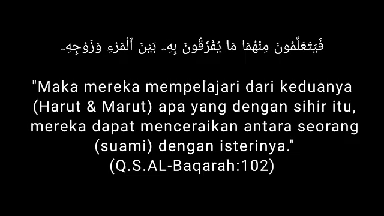 فَيَتَعَلَّمُونَ مِنْهُمَا مَا يُفَرِّقُونَ بِهِۦ بَيْنَ ٱلْمَرْءِ وَزَوْجِهِۦ
"Maka mereka mempelajari dari keduanya
(Harut & Marut) apa yang dengan sihir itu,
mereka dapat menceraikan antara seorang
(suami) dengan isterinya."
(Q.S.AL-Baqarah:102)